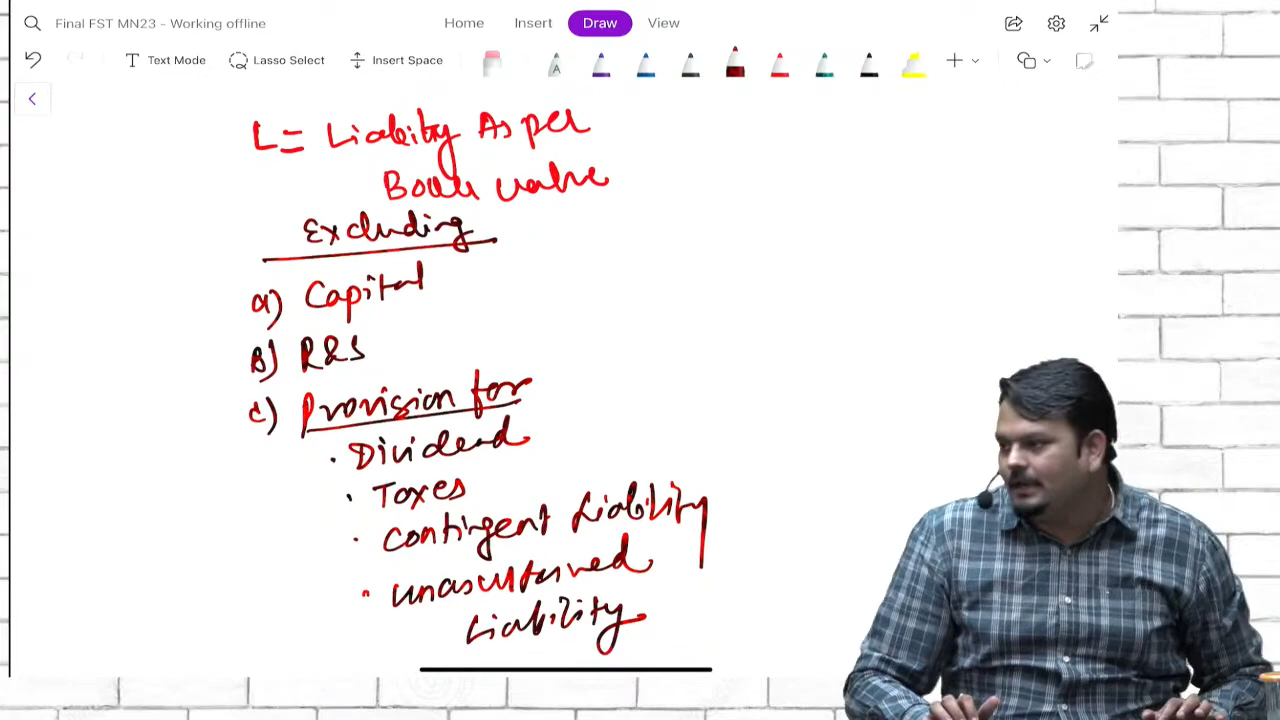 Final FST MN23 - Working offline
Home Insert Draw View
Text Mode Lasso Select Insert Space
L = Liability As per
Book value
Excluding
a) Capital
B) R&S
c) Provision for
• Dividend
• Taxes
• Contingent Liability
• unascertained
Liability